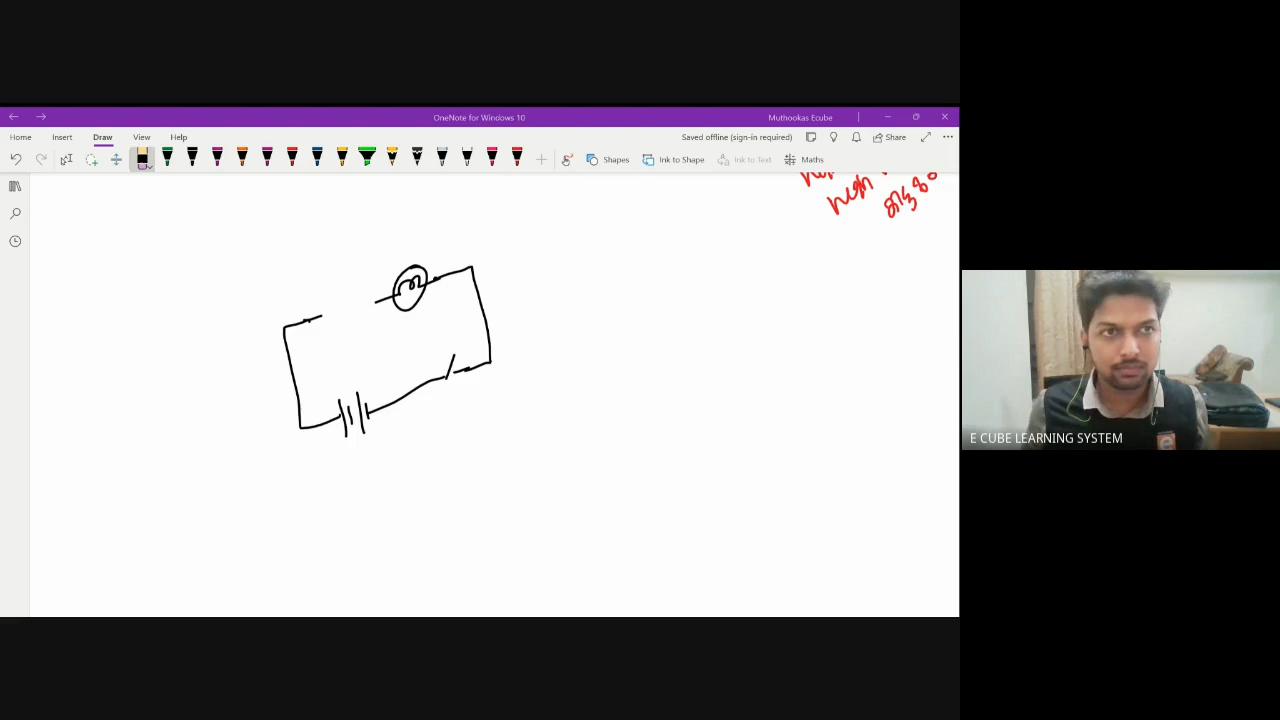 OneNote for Windows 10
Muthookas Ecube
Home Insert Draw View Help
Saved offline (sign-in required)
Share
Shapes
Ink to Shape
Ink to Text
Maths
E CUBE LEARNING SYSTEM